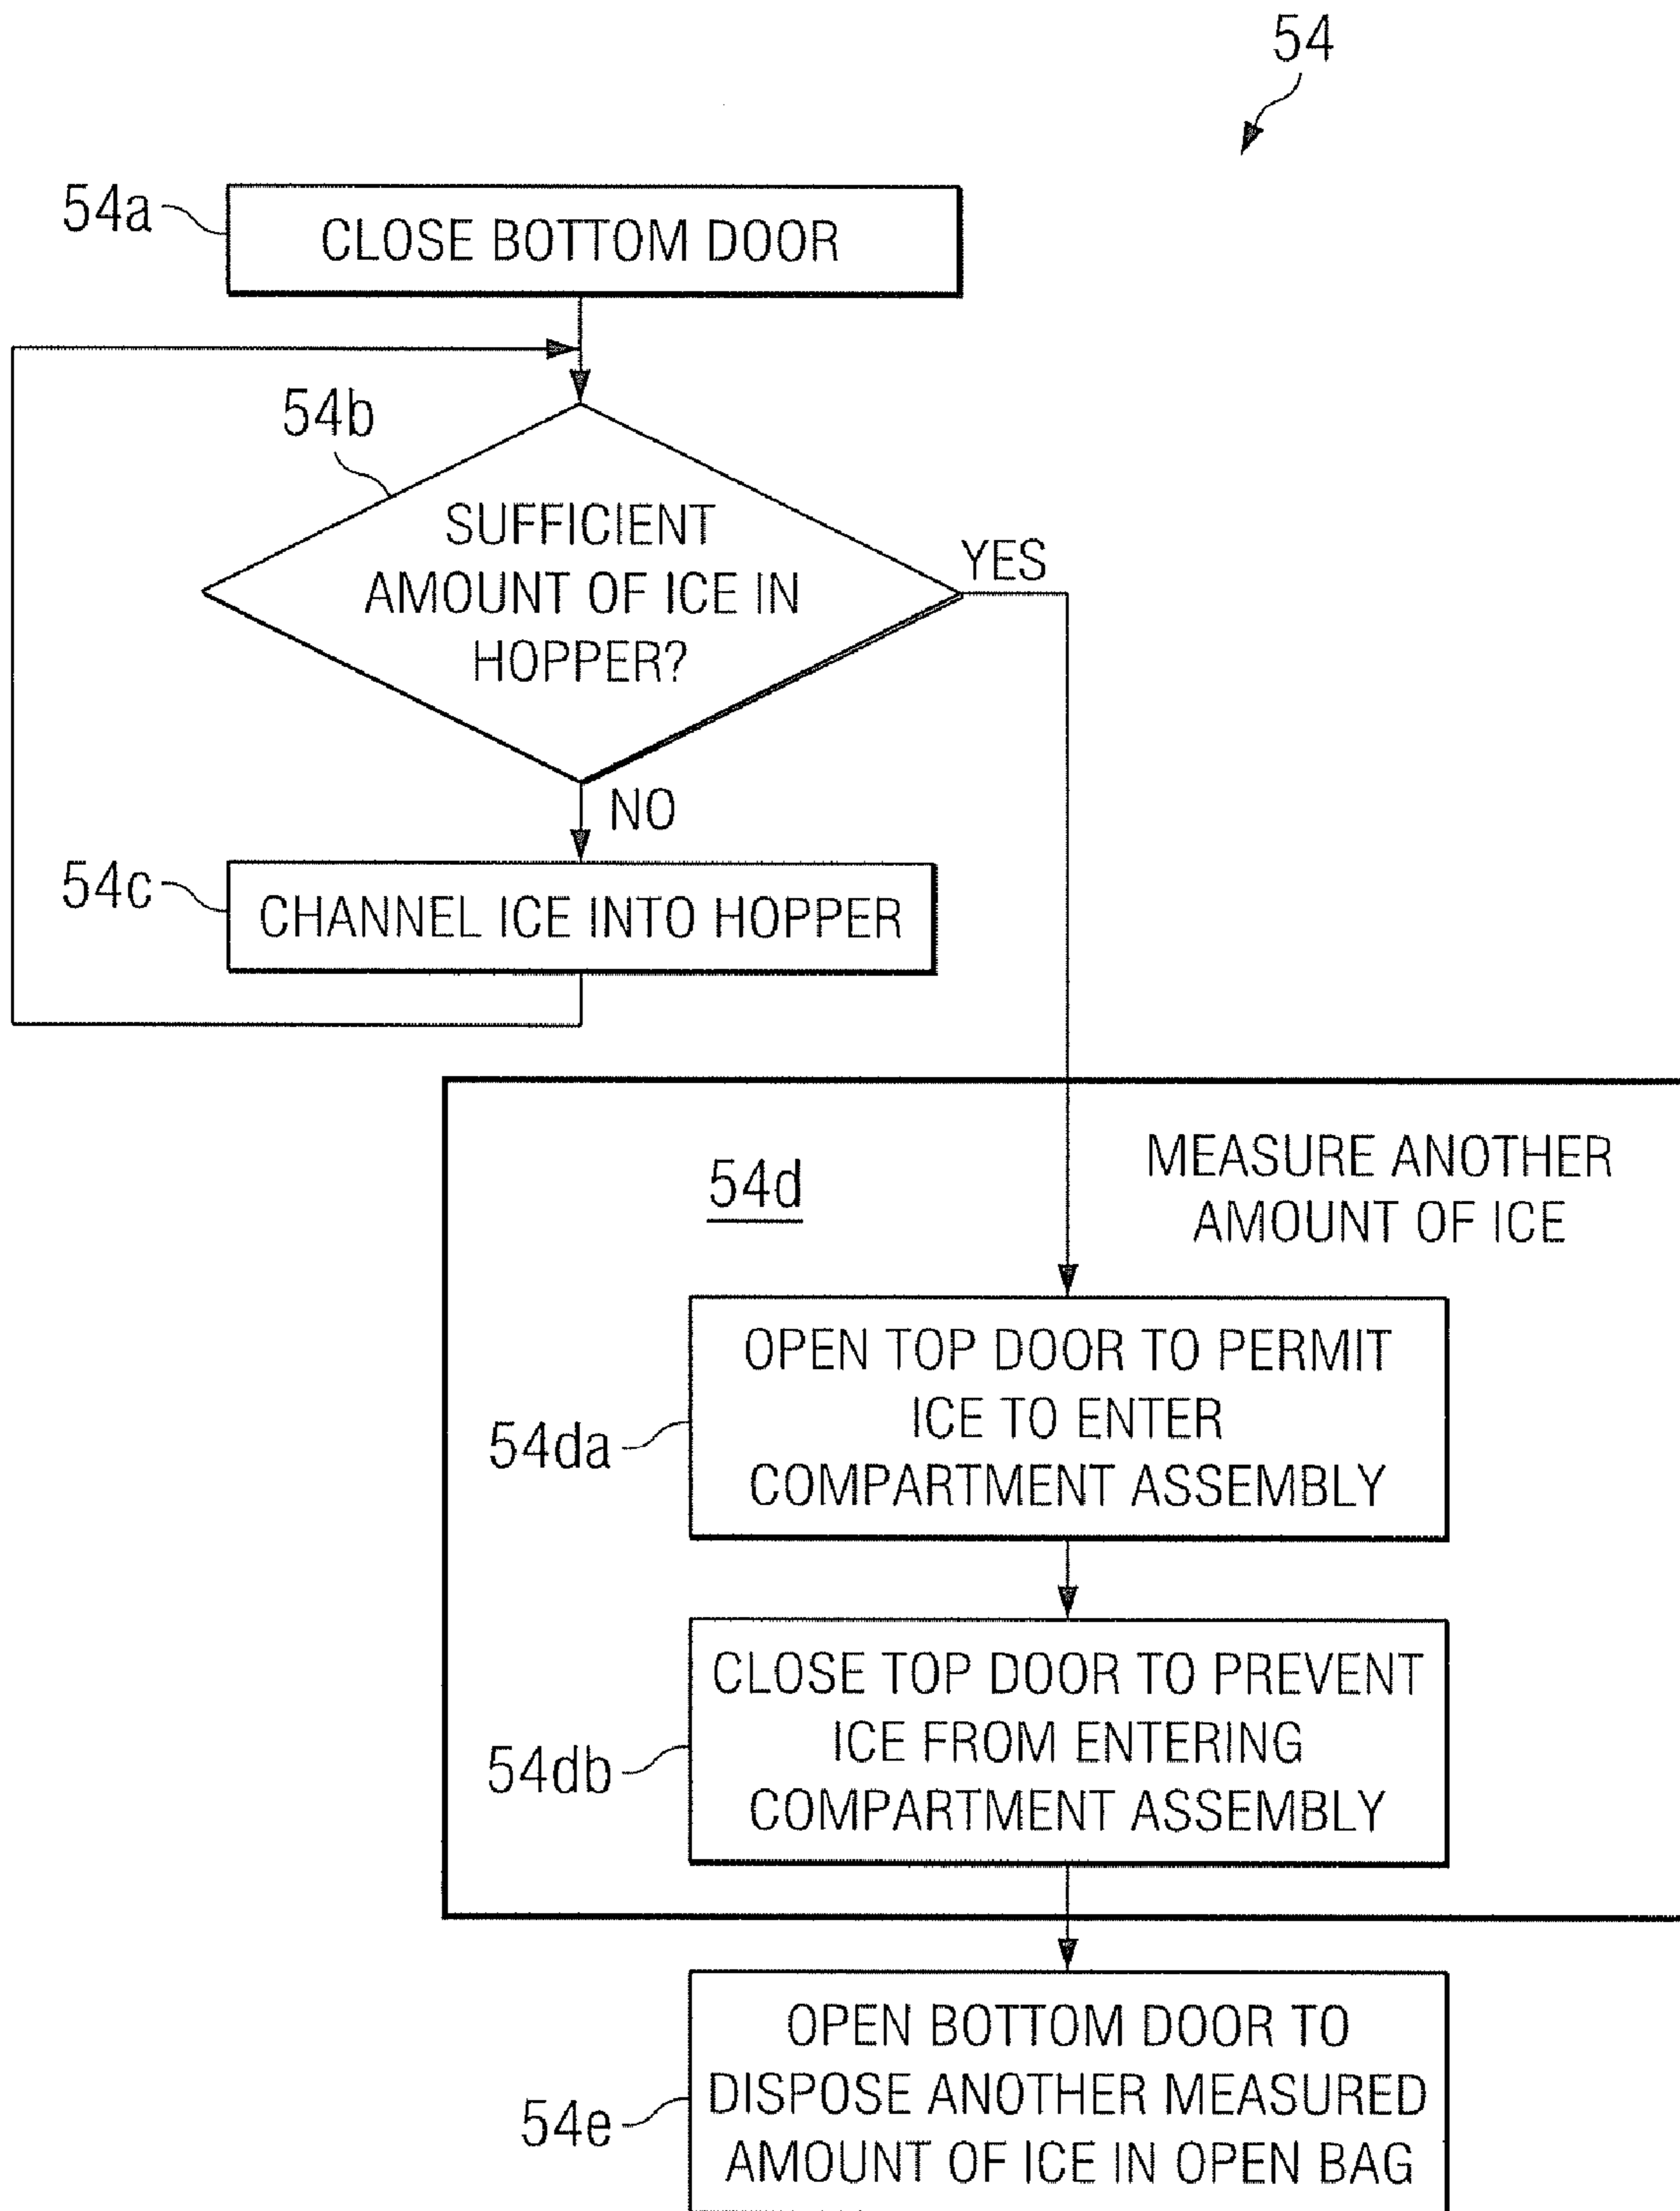 54
54a
CLOSE BOTTOM DOOR
54b
SUFFICIENT
AMOUNT OF ICE IN
HOPPER?
YES
NO
54c
CHANNEL ICE INTO HOPPER
54d
MEASURE ANOTHER
AMOUNT OF ICE
54da
OPEN TOP DOOR TO PERMIT
ICE TO ENTER
COMPARTMENT ASSEMBLY
54db
CLOSE TOP DOOR TO PREVENT
ICE FROM ENTERING
COMPARTMENT ASSEMBLY
54e
OPEN BOTTOM DOOR TO
DISPOSE ANOTHER MEASURED
AMOUNT OF ICE IN OPEN BAG